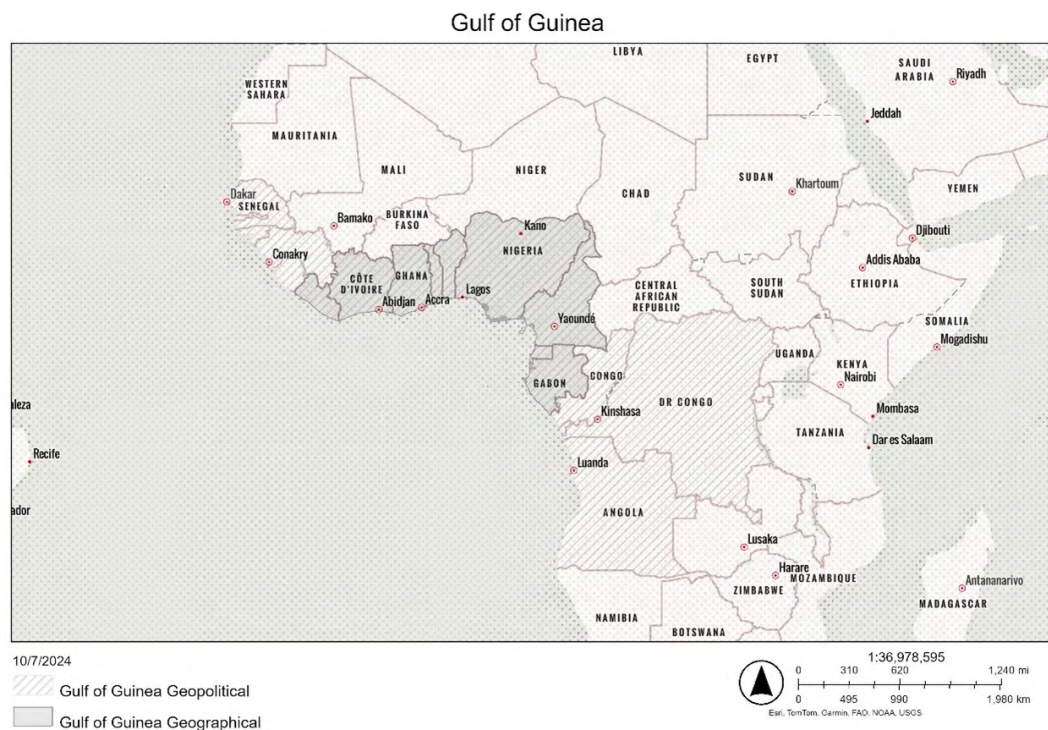 Gulf of Guinea
LIBYA
EGYPT
SAUDI
ARABIA
Riyadh
WESTERN
SAHARA
Jeddah
MAURITANIA
MALI
NIGER
CHAD
SUDAN
Khartoum
YEMEN
Dakar
SENEGAL
Bamako
BURKINA
FASO
Kano
NIGERIA
Djibouti
Conakry
Addis Ababa
ETHIOPIA
CÔTE
D'IVOIRE
GHANA
Lagos
CENTRAL
AFRICAN
REPUBLIC
SOUTH
SUDAN
Abidjan
Accra
Yaoundé
SOMALIA
Mogadishu
UGANDA
KENYA
Nairobi
GABON
CONGO
DR CONGO
aleza
Kinshasa
Mombasa
TANZANIA
Dar es Salaam
Recife
Luanda
ador
ANGOLA
Lusaka
Harare
ZIMBABWE
MOZAMBIQUE
Antananarivo
MADAGASCAR
NAMIBIA
BOTSWANA
10/7/2024
Gulf of Guinea Geopolitical
Gulf of Guinea Geographical
1:36,978,595
0 310 620 1,240 mi
0 495 990 1,980 km
Esri, TomTom, Garmin, FAO, NOAA, USGS